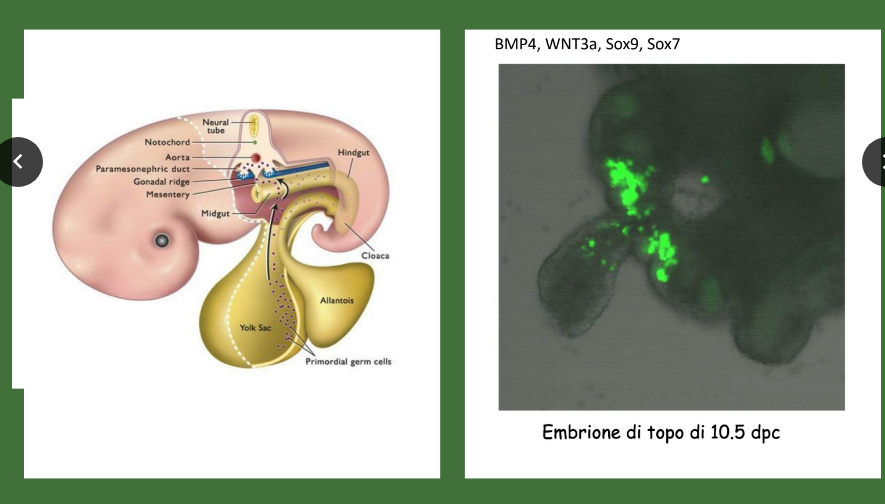 Neural
tube
Notochord
Aorta
Paramesonephric duct
Gonadal ridge
Mesentery
Midgut
Hindgut
Cloaca
Allantois
Yolk Sac
Primordial germ cells
BMP4, WNT3a, Sox9, Sox7
Embrione di topo di 10.5 dpc